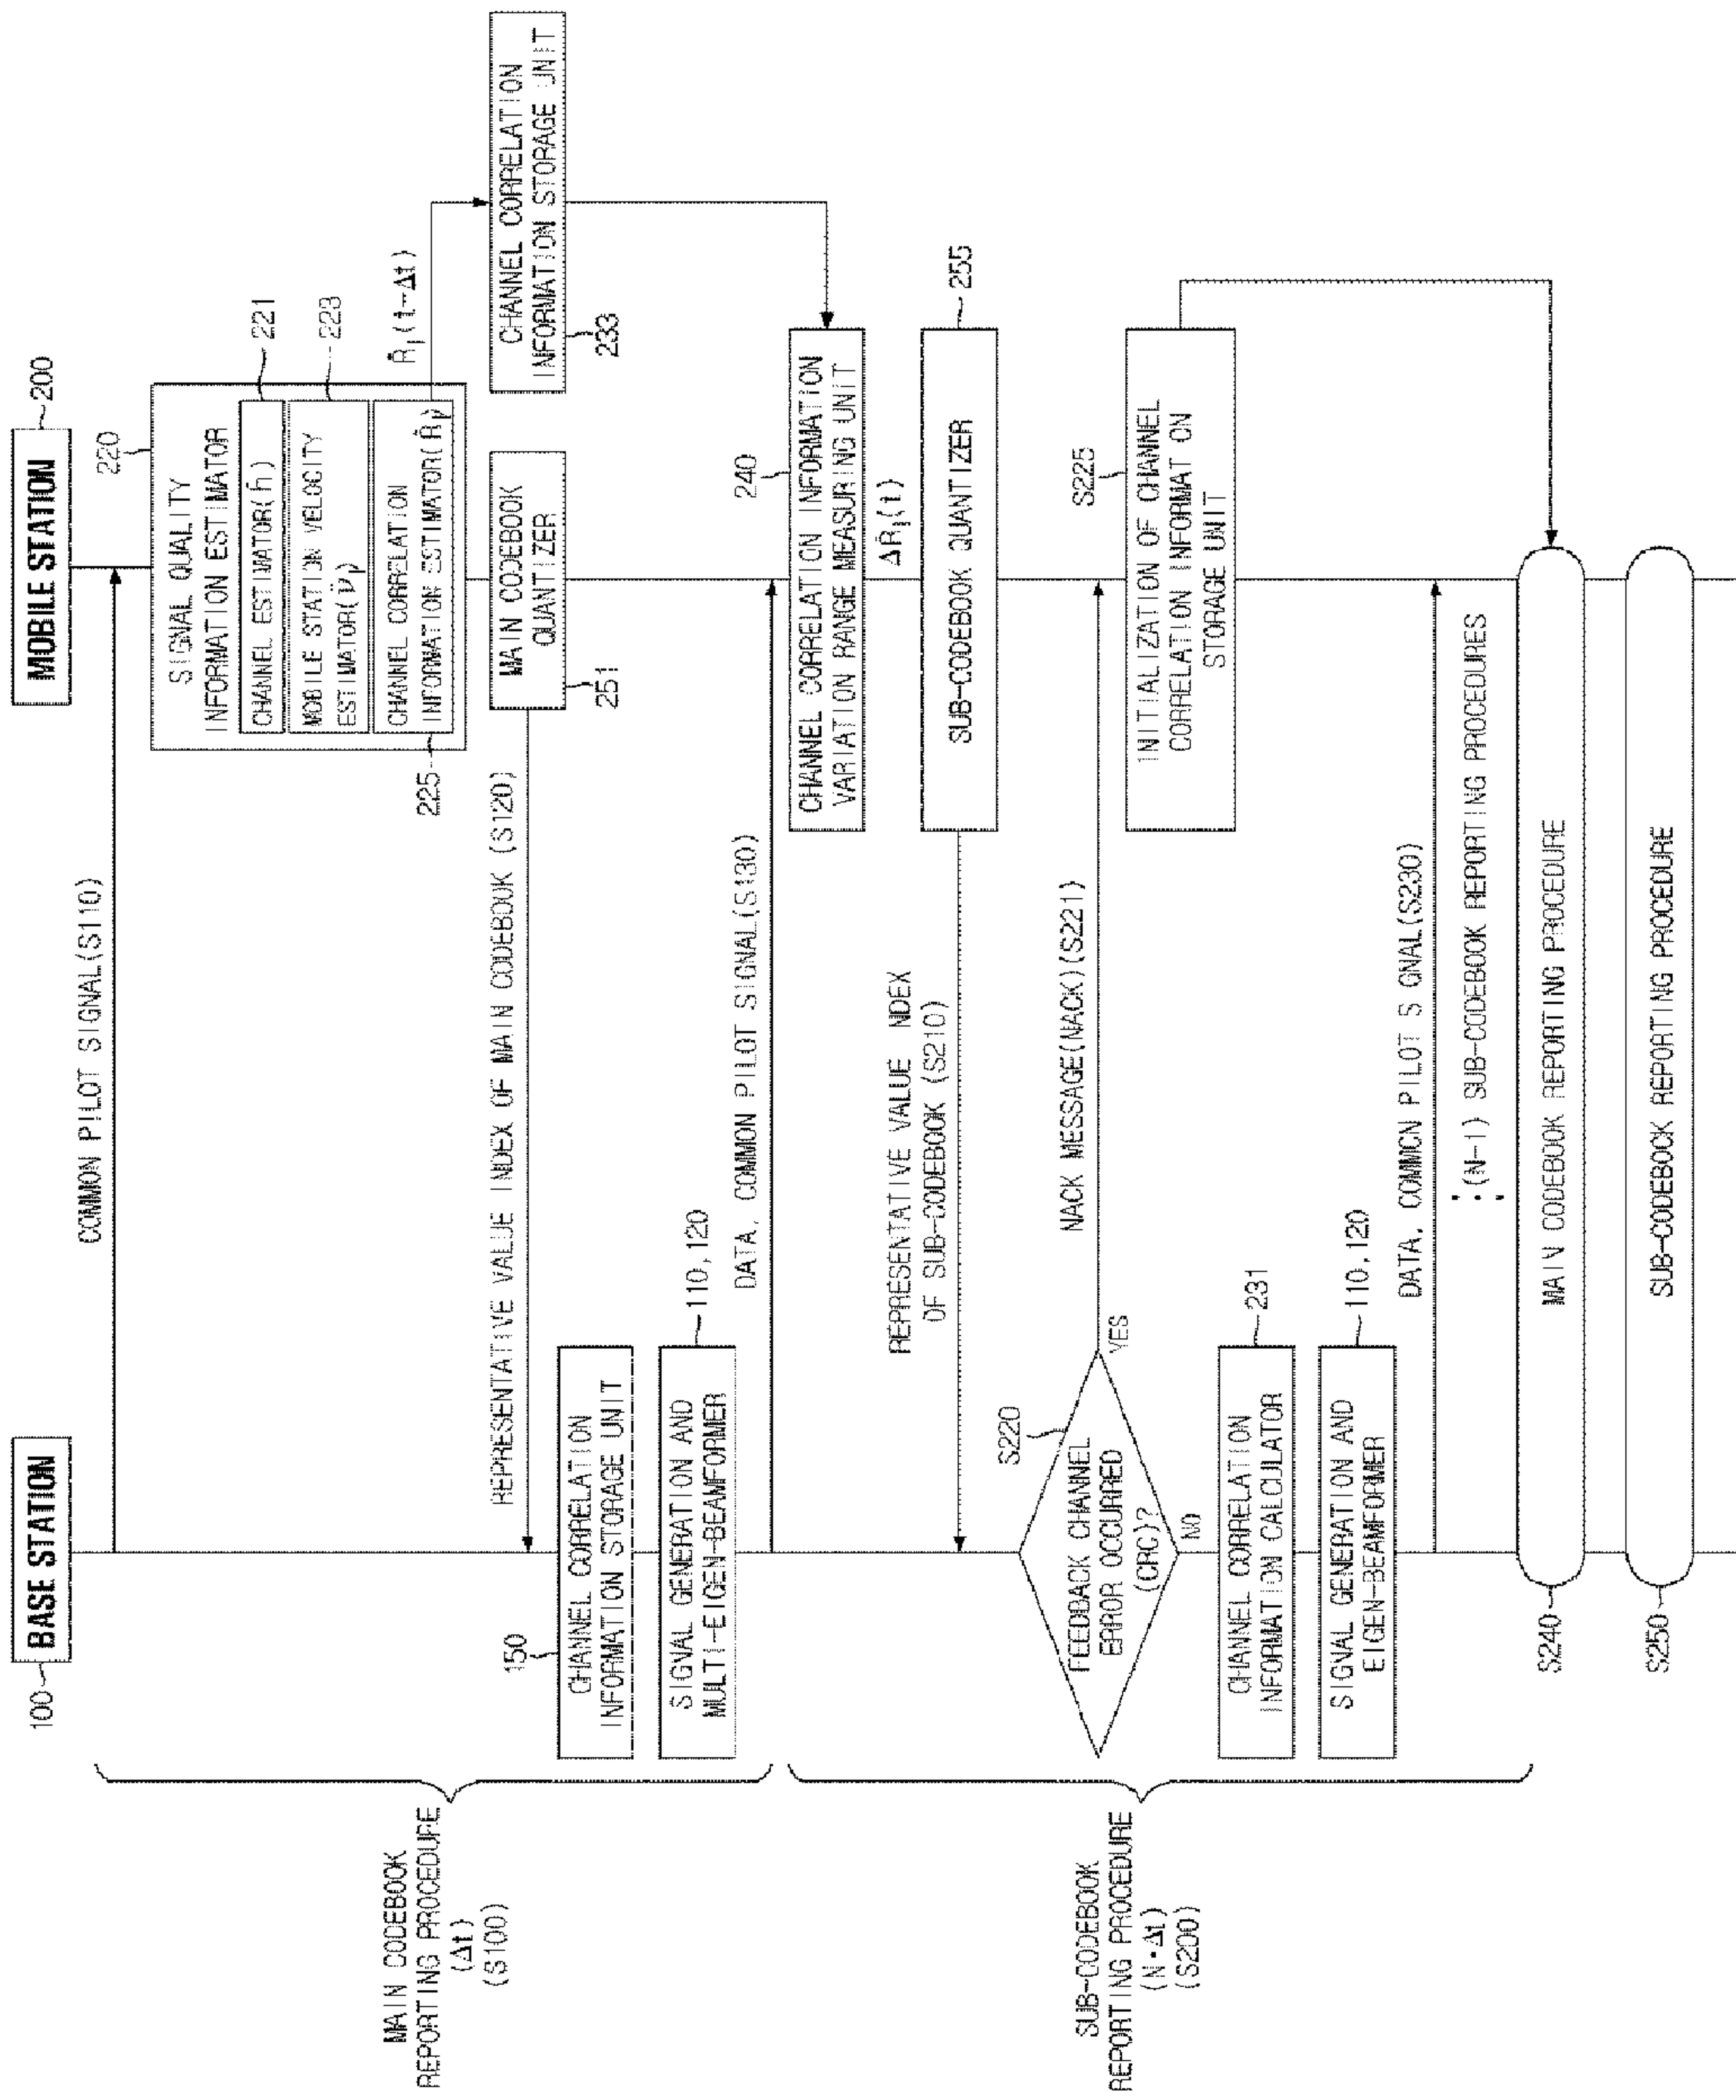 100
BASE STATION
MOBILE STATION
200
COMMON PILOT SIGNAL(S110)
220
SIGNAL QUALITY
INFORMATION ESTIMATOR
CHANNEL ESTIMATOR(ĥ)
221
MOBILE STATION VELOCITY
ESTIMATOR(ν̂ᵢ)
223
CHANNEL CORRELATION
INFORMATION ESTIMATOR(R̂ᵢ)
225
R̂ᵢ(t-Δt)
MAIN CODEBOOK
REPORTING PROCEDURE
(Δt)
(S100)
REPRESENTATIVE VALUE INDEX OF MAIN CODEBOOK (S120)
MAIN CODEBOOK
QUANTIZER
251
CHANNEL CORRELATION
INFORMATION STORAGE UNIT
233
150
CHANNEL CORRELATION
INFORMATION STORAGE UNIT
SIGNAL GENERATION AND
MULTI-EIGEN-BEAMFORMER
110,120
DATA, COMMON PILOT SIGNAL(S130)
240
CHANNEL CORRELATION INFORMATION
VARIATION RANGE MEASURING UNIT
ΔR̂ᵢ(t)
REPRESENTATIVE VALUE NDEX
OF SUB-CODEBOOK (S210)
SUB-CODEBOOK QUANTIZER
255
SUB-CODEBOOK
REPORTING PROCEDURE
(N·Δt)
(S200)
S220
FEEDBACK CHANNEL
ERROR OCCURRED
(CRC)?
YES
NO
NACK MESSAGE(NACK)(S221)
S225
INITIALIZATION OF CHANNEL
CORRELATION INFORMAT ON
STORAGE UNIT
CHANNEL CORRELATION
INFORMATION CALCULATOR
231
SIGNAL GENERATION AND
EIGEN-BEAMFORMER
110,120
DATA, COMMON PILOT S GNAL(S230)
:(N-1) SUB-CODEBOOK REPORTING PROCEDURES
S240
MAIN CODEBOOK REPORTING PROCEDURE
S250
SUB-CODEBOOK REPORTING PROCEDURE